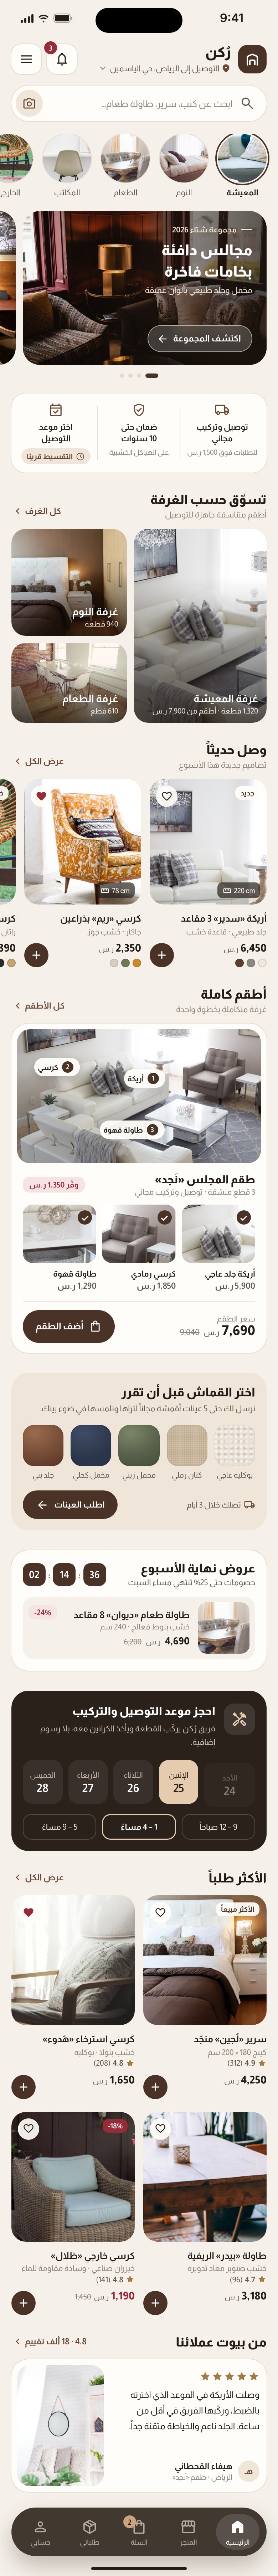 9:41
رُكن
التوصيل إلى الرياض، حي الياسمين
3
ابحث عن كنب، سرير، طاولة طعام…
المعيشة
النوم
الطعام
المكاتب
مجموعة شتاء 2026
مجالس دافئة
بخامات فاخرة
مخمل وجلد طبيعي بألوان عميقة
اكتشف المجموعة
توصيل وتركيب مجاني
للطلبات فوق 1,500 ر.س
ضمان حتى 10 سنوات
على الهياكل الخشبية
اختر موعد التوصيل
التقسيط قريبًا
تسوّق حسب الغرفة
أطقم متناسقة جاهزة للتوصيل
كل الغرف
غرفة المعيشة
1,320 قطعة · أطقم من 7,900 ر.س
غرفة النوم
940 قطعة
غرفة الطعام
610 قطع
وصل حديثاً
تصاميم جديدة هذا الأسبوع
عرض الكل
جديد
220 cm
أريكة «سدير» 3 مقاعد
جلد طبيعي · قاعدة خشب
6,450 ر.س
78 cm
كرسي «ريم» بذراعين
جاكار · خشب جوز
2,350 ر.س
أطقم كاملة
غرفة متكاملة بخطوة واحدة
كل الأطقم
2 كرسي
1 أريكة
3 طاولة قهوة
طقم المجلس «نَجد»
3 قطع منسّقة · توصيل وتركيب مجاني
وفّر 1,350 ر.س
أريكة جلد عاجي
5,900 ر.س
كرسي رمادي
1,850 ر.س
طاولة قهوة
1,290 ر.س
سعر الطقم
7,690 ر.س 9,040
أضف الطقم
اختر القماش قبل أن تقرر
نرسل لك حتى 5 عينات أقمشة مجاناً لتراها وتلمسها في ضوء بيتك.
بوكليه عاجي
كتان رملي
مخمل زيتي
مخمل كحلي
جلد بني
تصلك خلال 3 أيام
اطلب العينات
عروض نهاية الأسبوع
خصومات حتى 25% تنتهي مساء السبت
02 : 14 : 36
طاولة طعام «ديوان» 8 مقاعد
خشب بلوط مُعالج · 240 سم
4,690 ر.س 6,200
-24%
احجز موعد التوصيل والتركيب
فريق رُكن يركّب القطعة ويأخذ الكراتين معه، بلا رسوم إضافية.
الأحد
24
الإثنين
25
الثلاثاء
26
الأربعاء
27
الخميس
28
9 – 12 صباحاً
1 – 4 مساءً
5 – 9 مساءً
الأكثر طلباً
عرض الكل
الأكثر مبيعاً
سرير «لُجين» منجّد
كينج 180 × 200 سم
4.9 (312)
4,250 ر.س
كرسي استرخاء «هُدوء»
خشب بتولا · بوكليه
4.8 (208)
1,650 ر.س
طاولة «بيدر» الريفية
خشب صنوبر معاد تدويره
4.7 (96)
3,180 ر.س
-18%
كرسي خارجي «ظلال»
خيزران صناعي · وسادة مقاومة للماء
4.8 (141)
1,190 ر.س 1,450
من بيوت عملائنا
4.8 · 18 ألف تقييم
وصلت الأريكة في الموعد الذي اخترته بالضبط، وركّبها الفريق في أقل من ساعة. الجلد ناعم والخياطة متقنة جداً.
هـ
هيفاء القحطاني
الرياض · طقم «نَجد»
الرئيسية
المتجر
السلة
2
طلباتي
حسابي